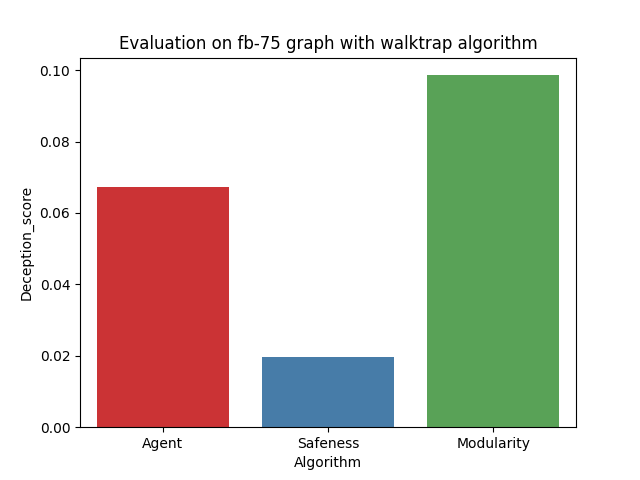 Evaluation on fb-75 graph with walktrap algorithm
0.10
0.08
0.06
0.04
0.02
0.00
Deception_score
Agent
Safeness
Modularity
Algorithm